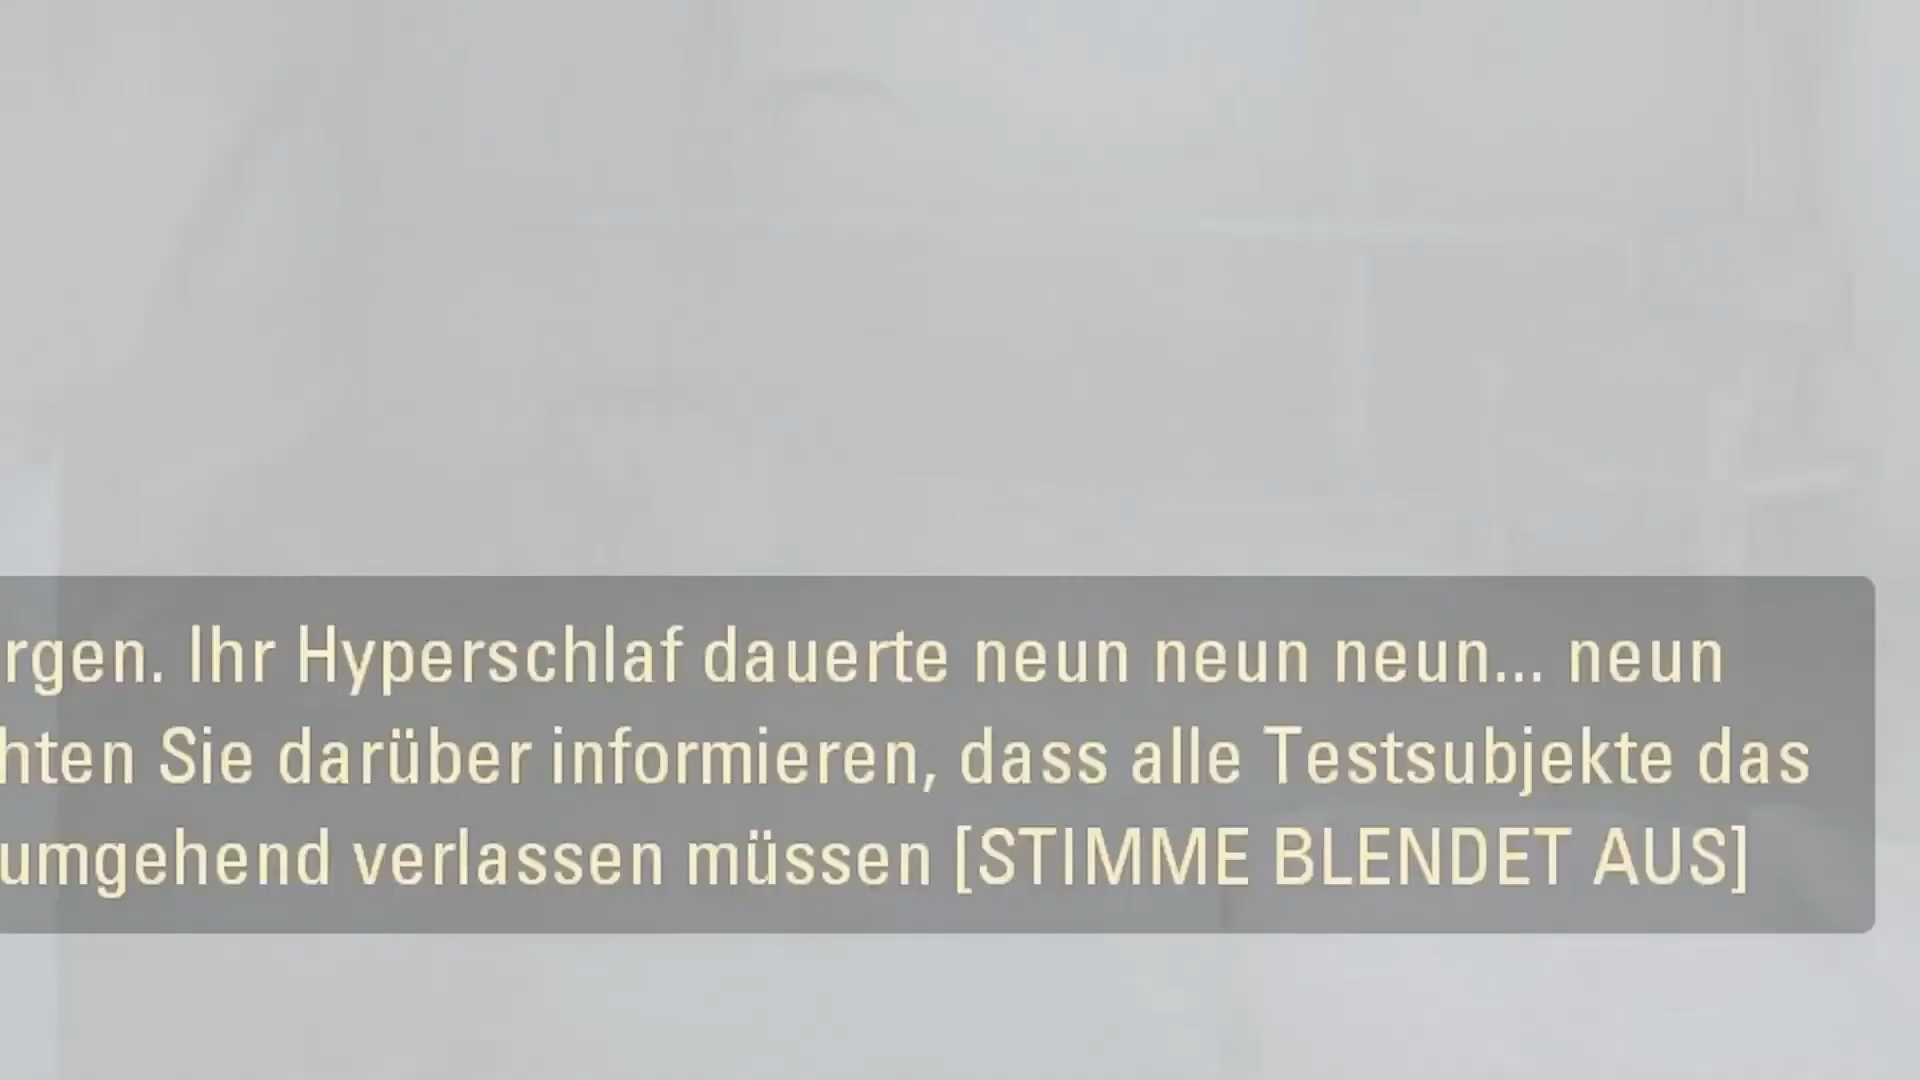 rgen. Ihr Hyperschlaf dauerte neun neun neun... neun
hten Sie darüber informieren, dass alle Testsubjekte das
umgehend verlassen müssen [STIMME BLENDET AUS]